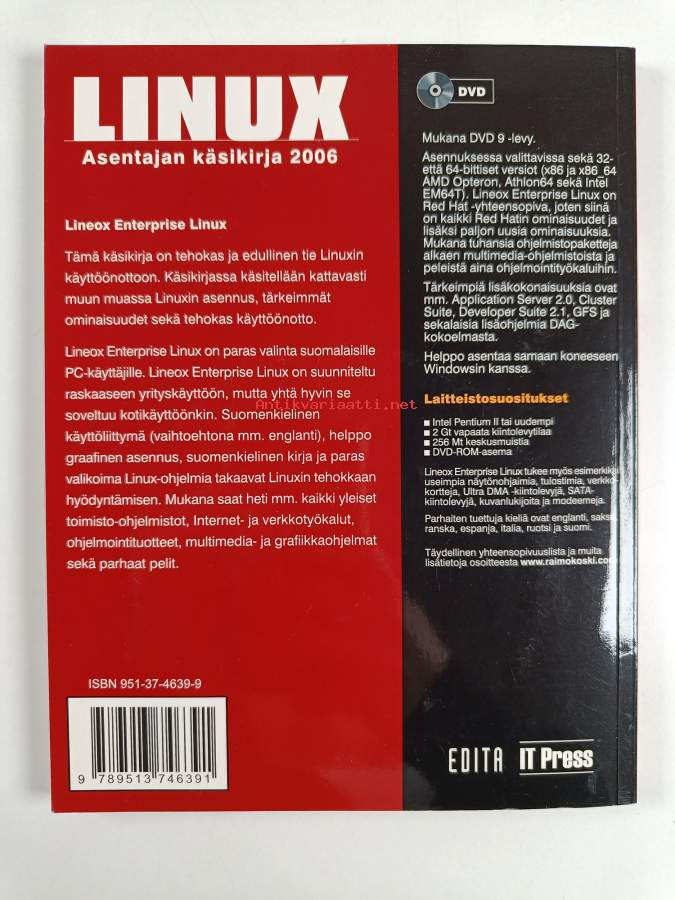 LINUX
Asentajan käsikirja 2006
Lineox Enterprise Linux
Tämä käsikirja on tehokas ja edullinen tie Linuxin
käyttöönottoon. Käsikirjassa käsitellään kattavasti
muun muassa Linuxin asennus, tärkeimmät
ominaisuudet sekä tehokas käyttöönotto.
Lineox Enterprise Linux on paras valinta suomalaisille
PC-käyttäjille. Lineox Enterprise Linux on suunniteltu
raskaaseen yrityskäyttöön, mutta yhtä hyvin se
soveltuu kotikäyttöönkin. Suomenkielinen
käyttöliittymä (vaihtoehtona mm. englanti), helppo
graafinen asennus, suomenkielinen kirja ja paras
valikoima Linux-ohjelmia takaavat Linuxin tehokkaan
hyödyntämisen. Mukana saat heti mm. kaikki yleiset
toimisto-ohjelmistot, Internet- ja verkkotyökalut,
ohjelmointituotteet, multimedia- ja grafiikkaohjelmat
sekä parhaat pelit.
ISBN 951-37-4639-9
9 789513 746391
DVD
Mukana DVD 9 -levy.
Asennuksessa valittavissa sekä 32-
että 64-bittiset versiot (x86 ja x86_64
AMD Opteron, Athlon64 sekä Intel
EM64T). Lineox Enterprise Linux on
Red Hat -yhteensopiva, joten siinä
on kaikki Red Hatin ominaisuudet ja
lisäksi paljon uusia ominaisuuksia.
Mukana tuhansia ohjelmistopaketteja
alkaen multimedia-ohjelmistoista ja
peleistä aina ohjelmointityökaluihin.
Tärkeimpiä lisäkokonaisuuksia ovat
mm. Application Server 2.0, Cluster
Suite, Developer Suite 2.1, GFS ja
sekalaisia lisäohjelmia DAG-
kokoelmasta.
Helppo asentaa samaan koneeseen
Windowsin kanssa.
Laitteistosuositukset
Intel Pentium II tai uudempi
2 Gt vapaata kiintolevytilaa
256 Mt keskusmuistia
DVD-ROM-asema
Lineox Enterprise Linux tukee myös esimerkiksi
useimpia näytönohjaimia, tulostimia, verkko-
kortteja, Ultra DMA -kiintolevyjä, SATA-
kiintolevyjä, kuvanlukijoita ja modeemeja.
Parhaiten tuettuja kieliä ovat englanti, saksa,
ranska, espanja, italia, ruotsi ja suomi.
Täydellinen yhteensopivuuslista ja muita
lisätietoja osoitteesta www.raimokoski.com
EDITA IT Press
Antikvariaatti.net